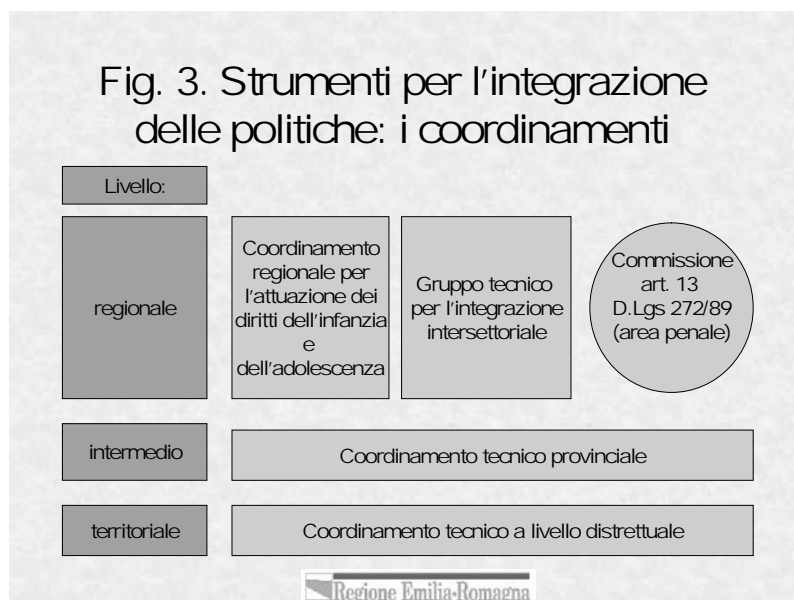 Fig. 3. Strumenti per l'integrazione
delle politiche: i coordinamenti
Livello:
regionale
Coordinamento
regionale per
l'attuazione dei
diritti dell'infanzia
e
dell'adolescenza
Gruppo tecnico
per l'integrazione
intersettoriale
Commissione
art. 13
D.Lgs 272/89
(area penale)
intermedio
Coordinamento tecnico provinciale
territoriale
Coordinamento tecnico a livello distrettuale
Regione Emilia-Romagna